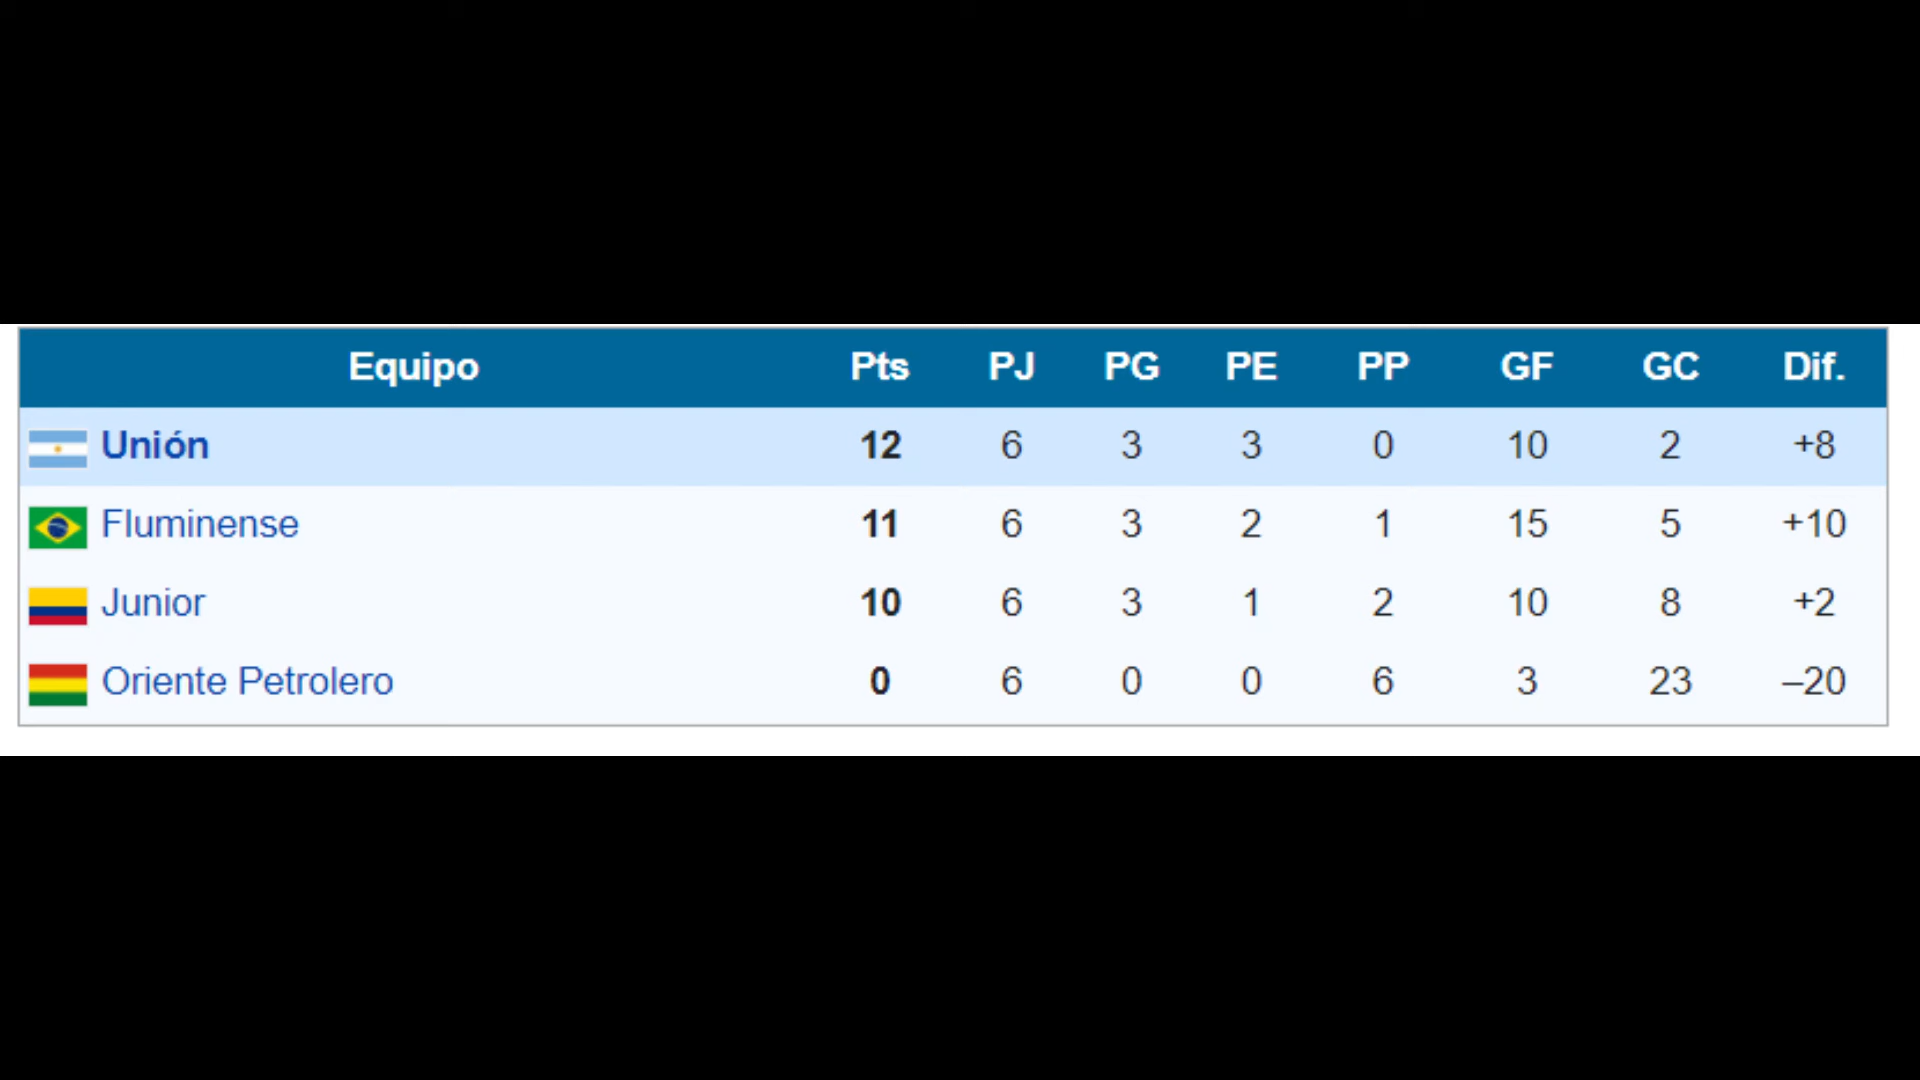 Equipo Pts PJ PG PE PP GF GC Dif.
Unión 12 6 3 3 0 10 2 +8
Fluminense 11 6 3 2 1 15 5 +10
Junior 10 6 3 1 2 10 8 +2
Oriente Petrolero 0 6 0 0 6 3 23 –20